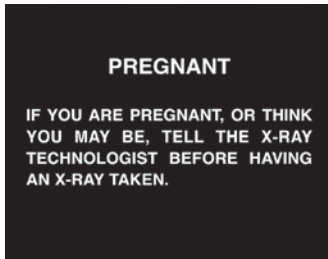 PREGNANT
IF YOU ARE PREGNANT, OR THINK
YOU MAY BE, TELL THE X-RAY
TECHNOLOGIST BEFORE HAVING
AN X-RAY TAKEN.